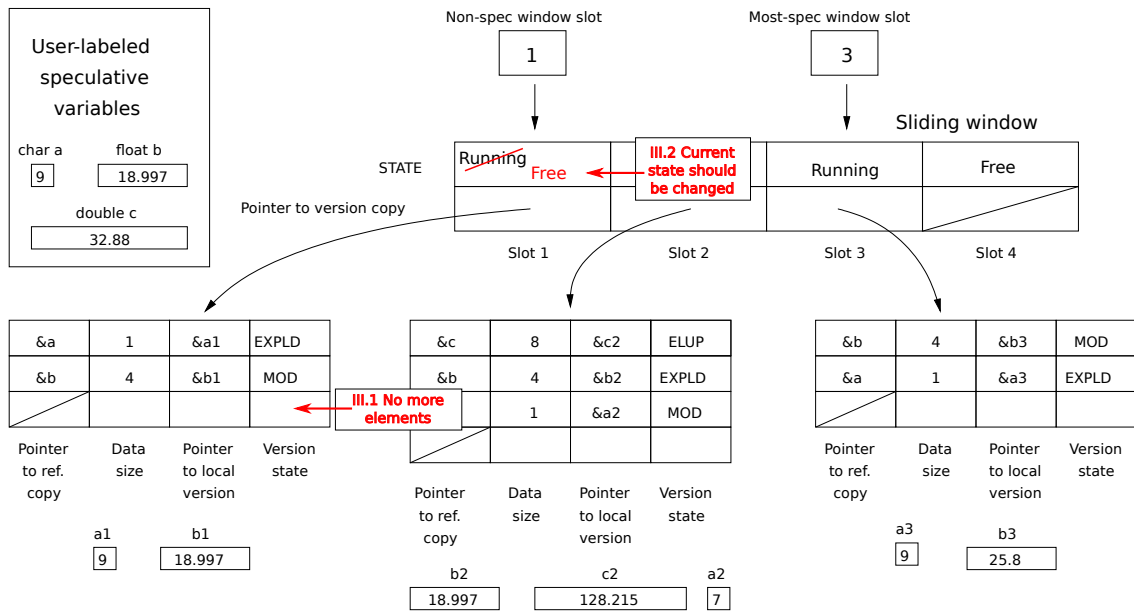 Non-spec window slot
Most-spec window slot
1
3
User-labeled
speculative
variables
char a
float b
9
18.997
double c
32.88
Sliding window
STATE
Running
Free
III.2 Current
state should
be changed
Running
Free
Pointer to version copy
Slot 1
Slot 2
Slot 3
Slot 4
&a
1
&a1
EXPLD
&b
4
&b1
MOD
III.1 No more
elements
Pointer
to ref.
copy
Data
size
Pointer
to local
version
Version
state
a1
b1
9
18.997
&c
8
&c2
ELUP
&b
4
&b2
EXPLD
1
&a2
MOD
Pointer
to ref.
copy
Data
size
Pointer
to local
version
Version
state
b2
c2
a2
18.997
128.215
7
&b
4
&b3
MOD
&a
1
&a3
EXPLD
Pointer
to ref.
copy
Data
size
Pointer
to local
version
Version
state
a3
b3
9
25.8